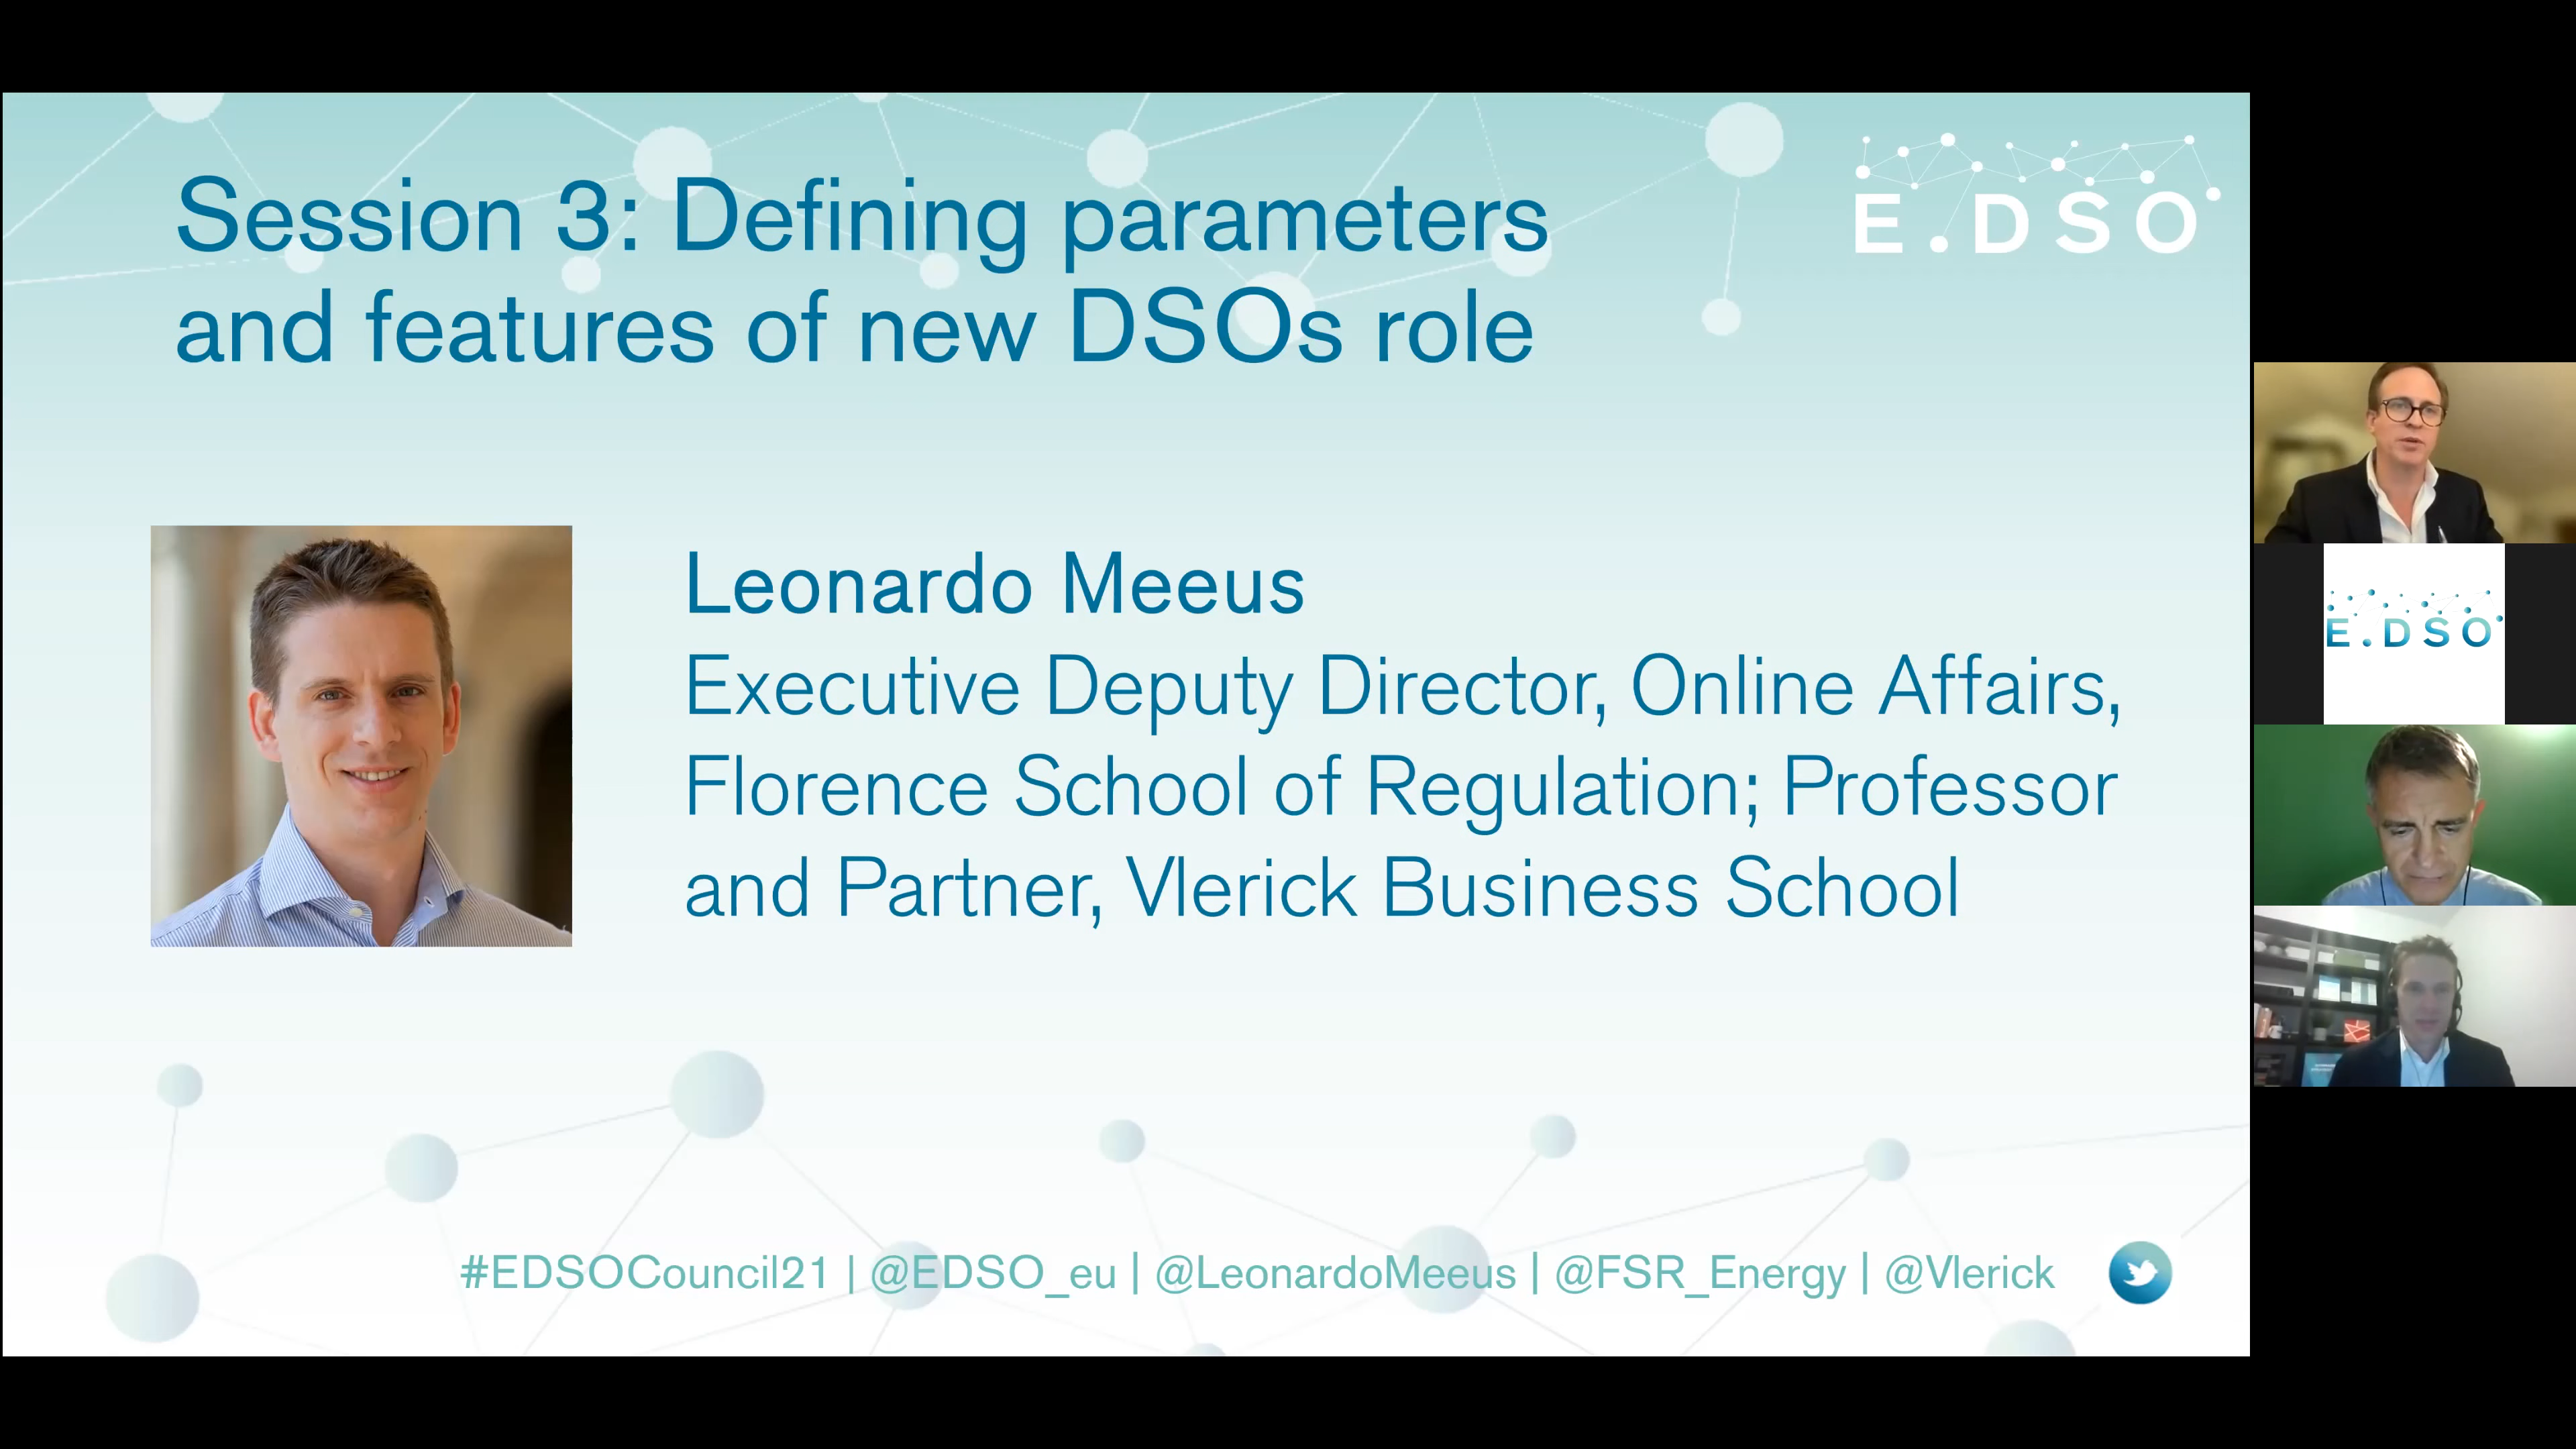 Session 3: Defining parameters
and features of new DSOs role
E.DSO
Leonardo Meeus
Executive Deputy Director, Online Affairs,
Florence School of Regulation; Professor
and Partner, Vlerick Business School
#EDSOCouncil21 | @EDSO_eu | @LeonardoMeeus | @FSR_Energy | @Vlerick
E.DSO